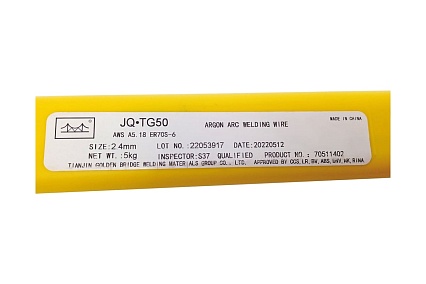 JQ•TG50 ARGON ARC WELDING WIRE MADE IN CHINA
AWS A5.18 ER70S-6
SIZE:2.4mm LOT NO.:22053917 DATE:20220512
NET WT.:5kg INSPECTOR:S37 QUALIFIED PRODUCT NO.: 70511402
TIANJIN GOLDEN BRIDGE WELDING MATERIALS GROUP CO., LTD. APPROVED BY CCS, LR, BV, ABS, GHV, NK, RINA